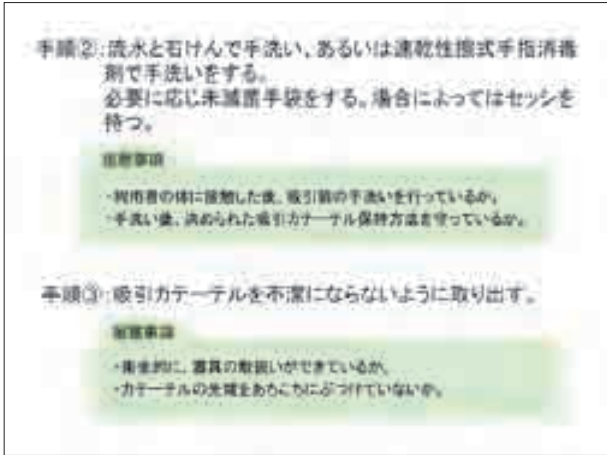 手順②:流水と石けんで手洗い、あるいは速乾性擦式手指消毒
剤で手洗いをする。
必要に応じ未滅菌手袋をする。場合によってはセッシを
持つ。
留意事項
・利用者の体に接触した後、吸引前の手洗いを行っているか。
・手洗い後、決められた吸引カテーテル保持方法を守っているか。
手順③:吸引カテーテルを不潔にならないように取り出す。
留意事項
・衛生的に、器具の取扱いができているか。
・カテーテルの先端をあちこちにぶつけていないか。